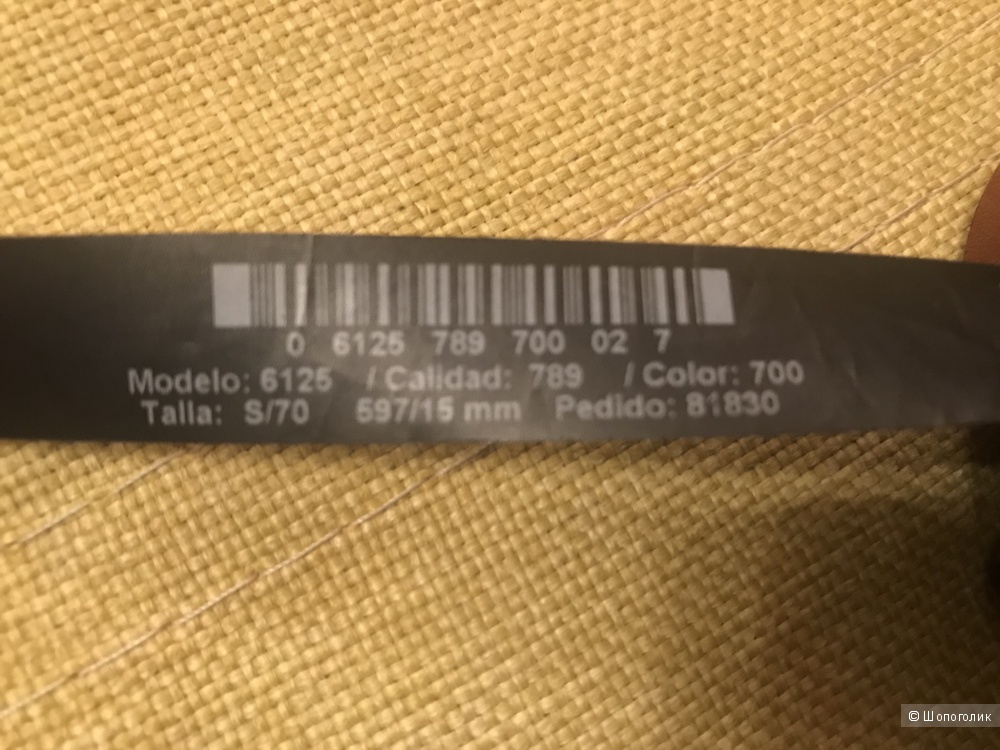 0 6125 789 700 02 7
Modelo: 6125 / Calidad: 789 / Color: 700
Talla: S/70 597/15 mm Pedido: 81830
© Шопоголик